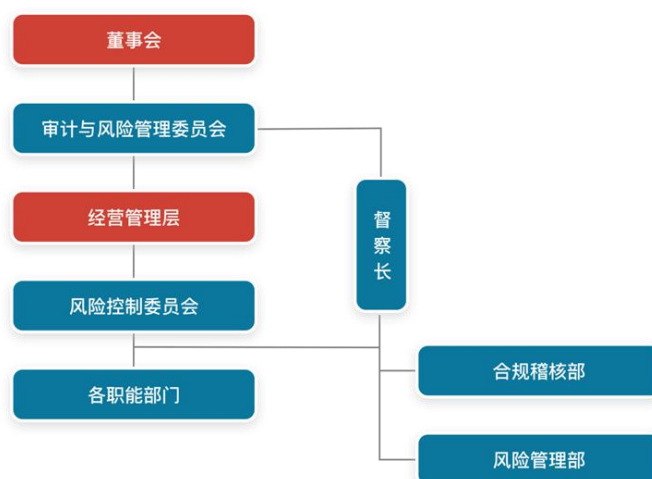 董事会
审计与风险管理委员会
经营管理层
督察长
风险控制委员会
各职能部门
合规稽核部
风险管理部